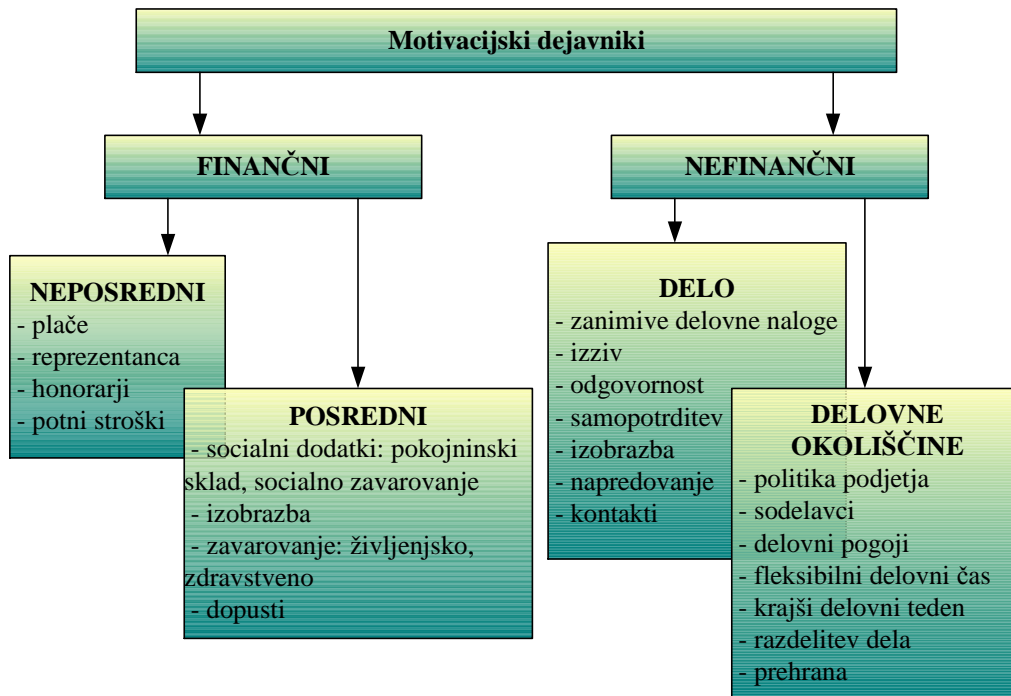 Motivacijski dejavniki
FINANČNI
NEFINANČNI
NEPOSREDNI
- plače
- reprezentanca
- honorarji
- potni stroški
POSREDNI
- socialni dodatki: pokojninski
sklad, socialno zavarovanje
- izobrazba
- zavarovanje: življenjsko,
zdravstveno
- dopusti
DELO
- zanimive delovne naloge
- izziv
- odgovornost
- samopotrditev
- izobrazba
- napredovanje
- kontakti
DELOVNE
OKOLIŠČINE
- politika podjetja
- sodelavci
- delovni pogoji
- fleksibilni delovni čas
- krajši delovni teden
- razdelitev dela
- prehrana